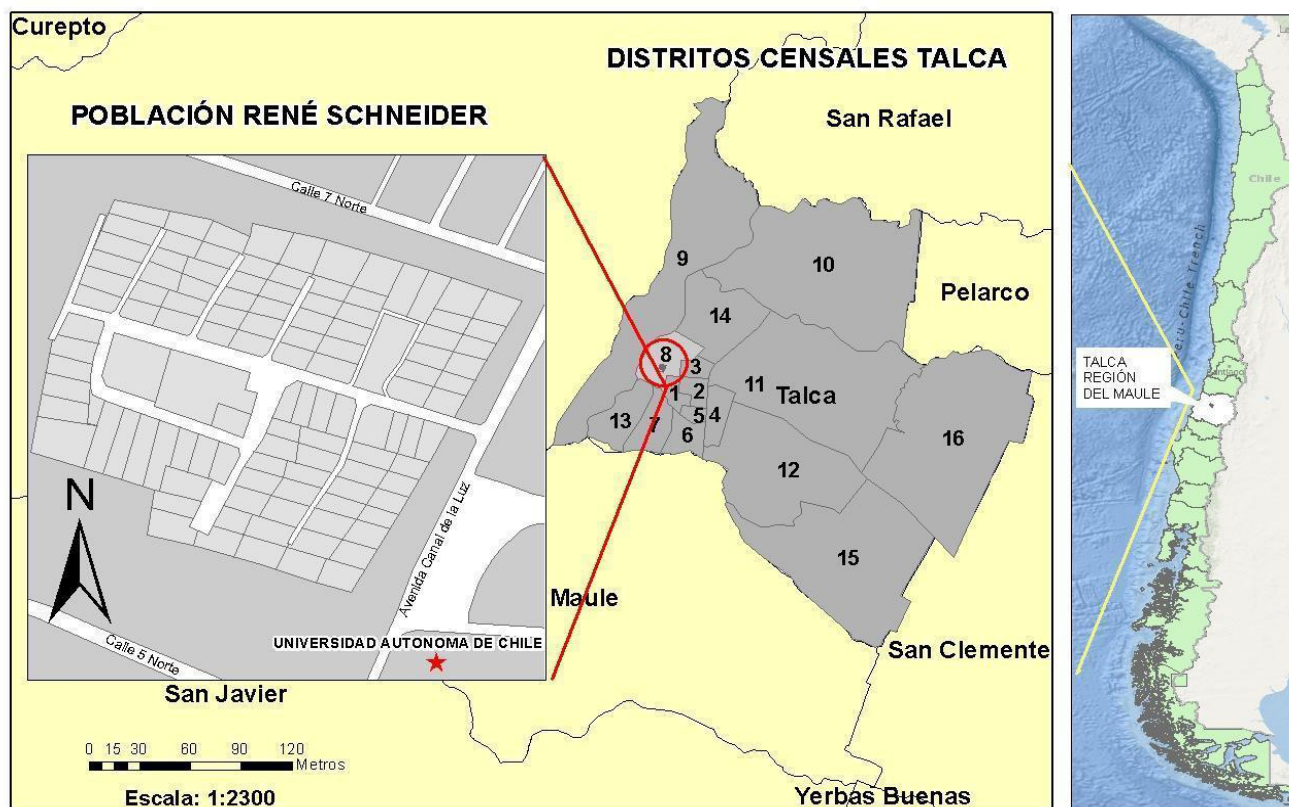 Curepto
DISTRITOS CENSALES TALCA
POBLACIÓN RENÉ SCHNEIDER
San Rafael
Calle 7 Norte
9
10
Pelarco
14
8
3
11
Talca
1
2
5
4
13
7
6
16
12
15
N
Avenida Canal de la Luz
Maule
UNIVERSIDAD AUTONOMA DE CHILE
Calle 5 Norte
San Clemente
San Javier
0 15 30 60 90 120
Metros
Escala: 1:2300
Yerbas Buenas
Chile
eru-Chile Trench
TALCA
REGIÓN
DEL MAULE